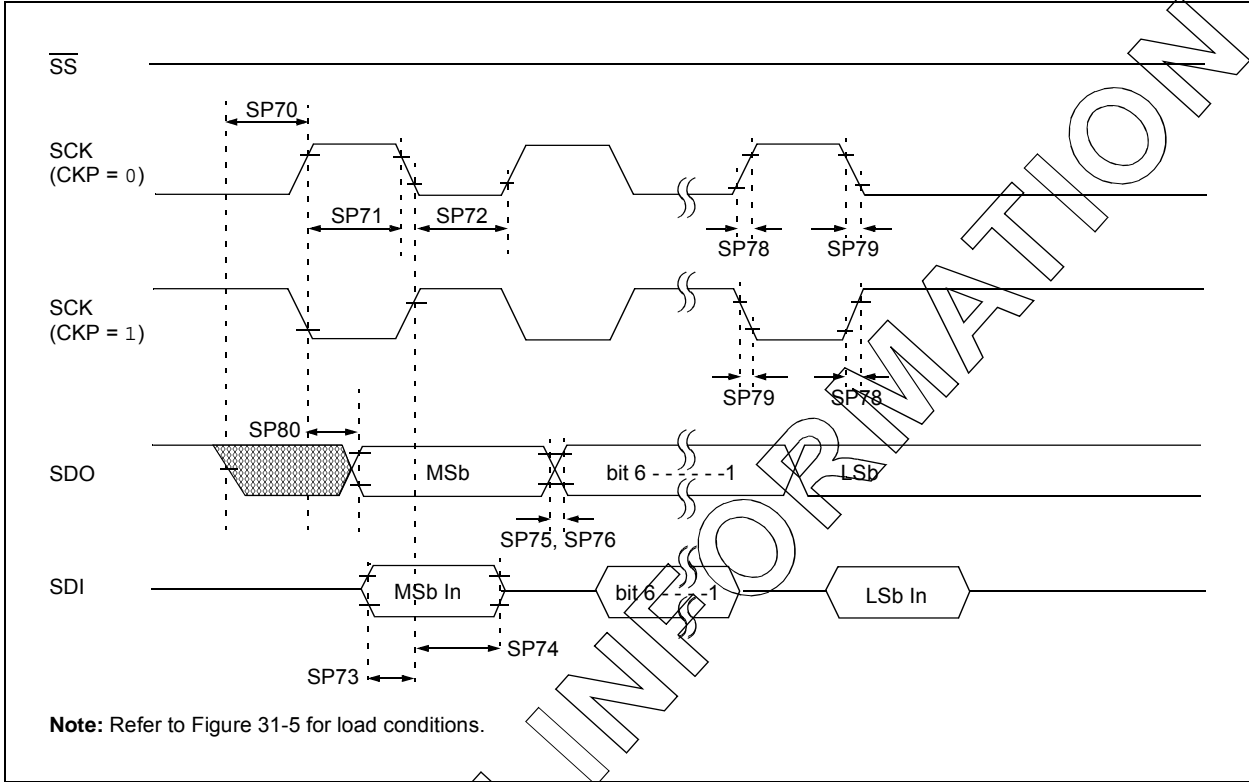 SS
SP70
SCK
(CKP = 0)
SP71
SP72
SP78
SP79
SCK
(CKP = 1)
SP79
SP78
SP80
SDO
MSb
bit 6 - - - - - -1
LSb
SP75, SP76
SDI
MSb In
bit 6 - - - - -1
LSb In
SP74
SP73
Note: Refer to Figure 31-5 for load conditions.
INFORMATION